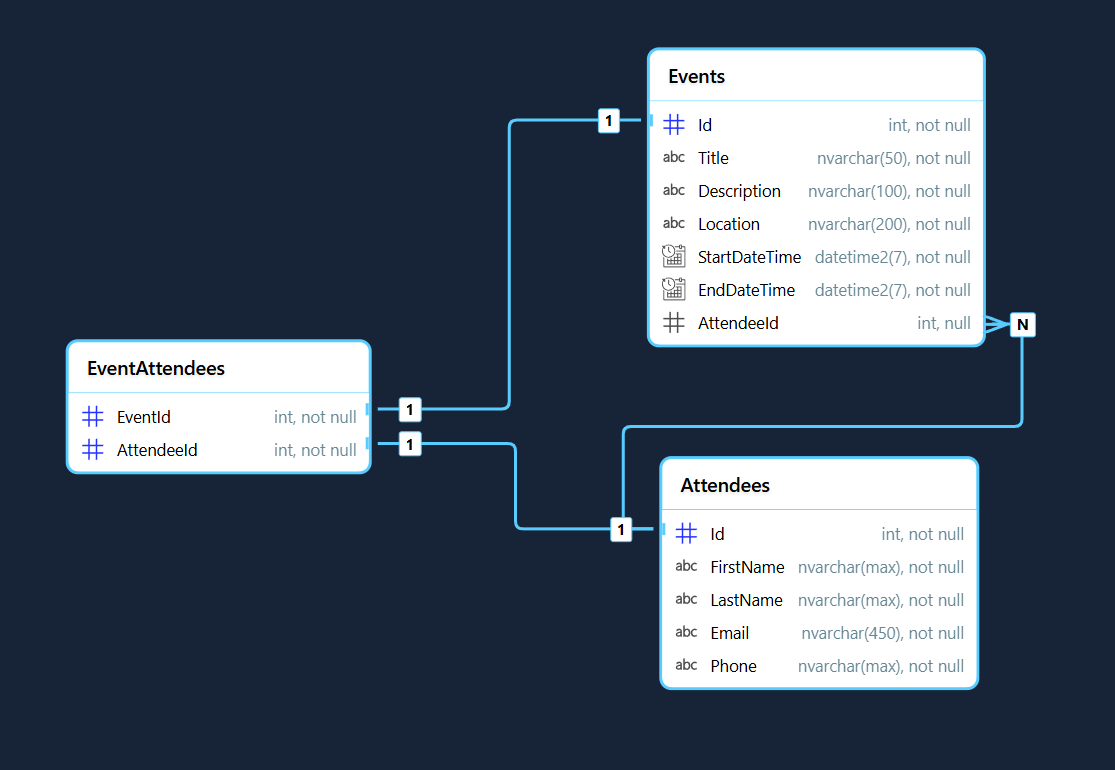 Events
1
Id int, not null
abc Title nvarchar(50), not null
abc Description nvarchar(100), not null
abc Location nvarchar(200), not null
StartDateTime datetime2(7), not null
EndDateTime datetime2(7), not null
AttendeeId int, null
N
EventAttendees
EventId int, not null
1
AttendeeId int, not null
1
Attendees
1
Id int, not null
abc FirstName nvarchar(max), not null
abc LastName nvarchar(max), not null
abc Email nvarchar(450), not null
abc Phone nvarchar(max), not null